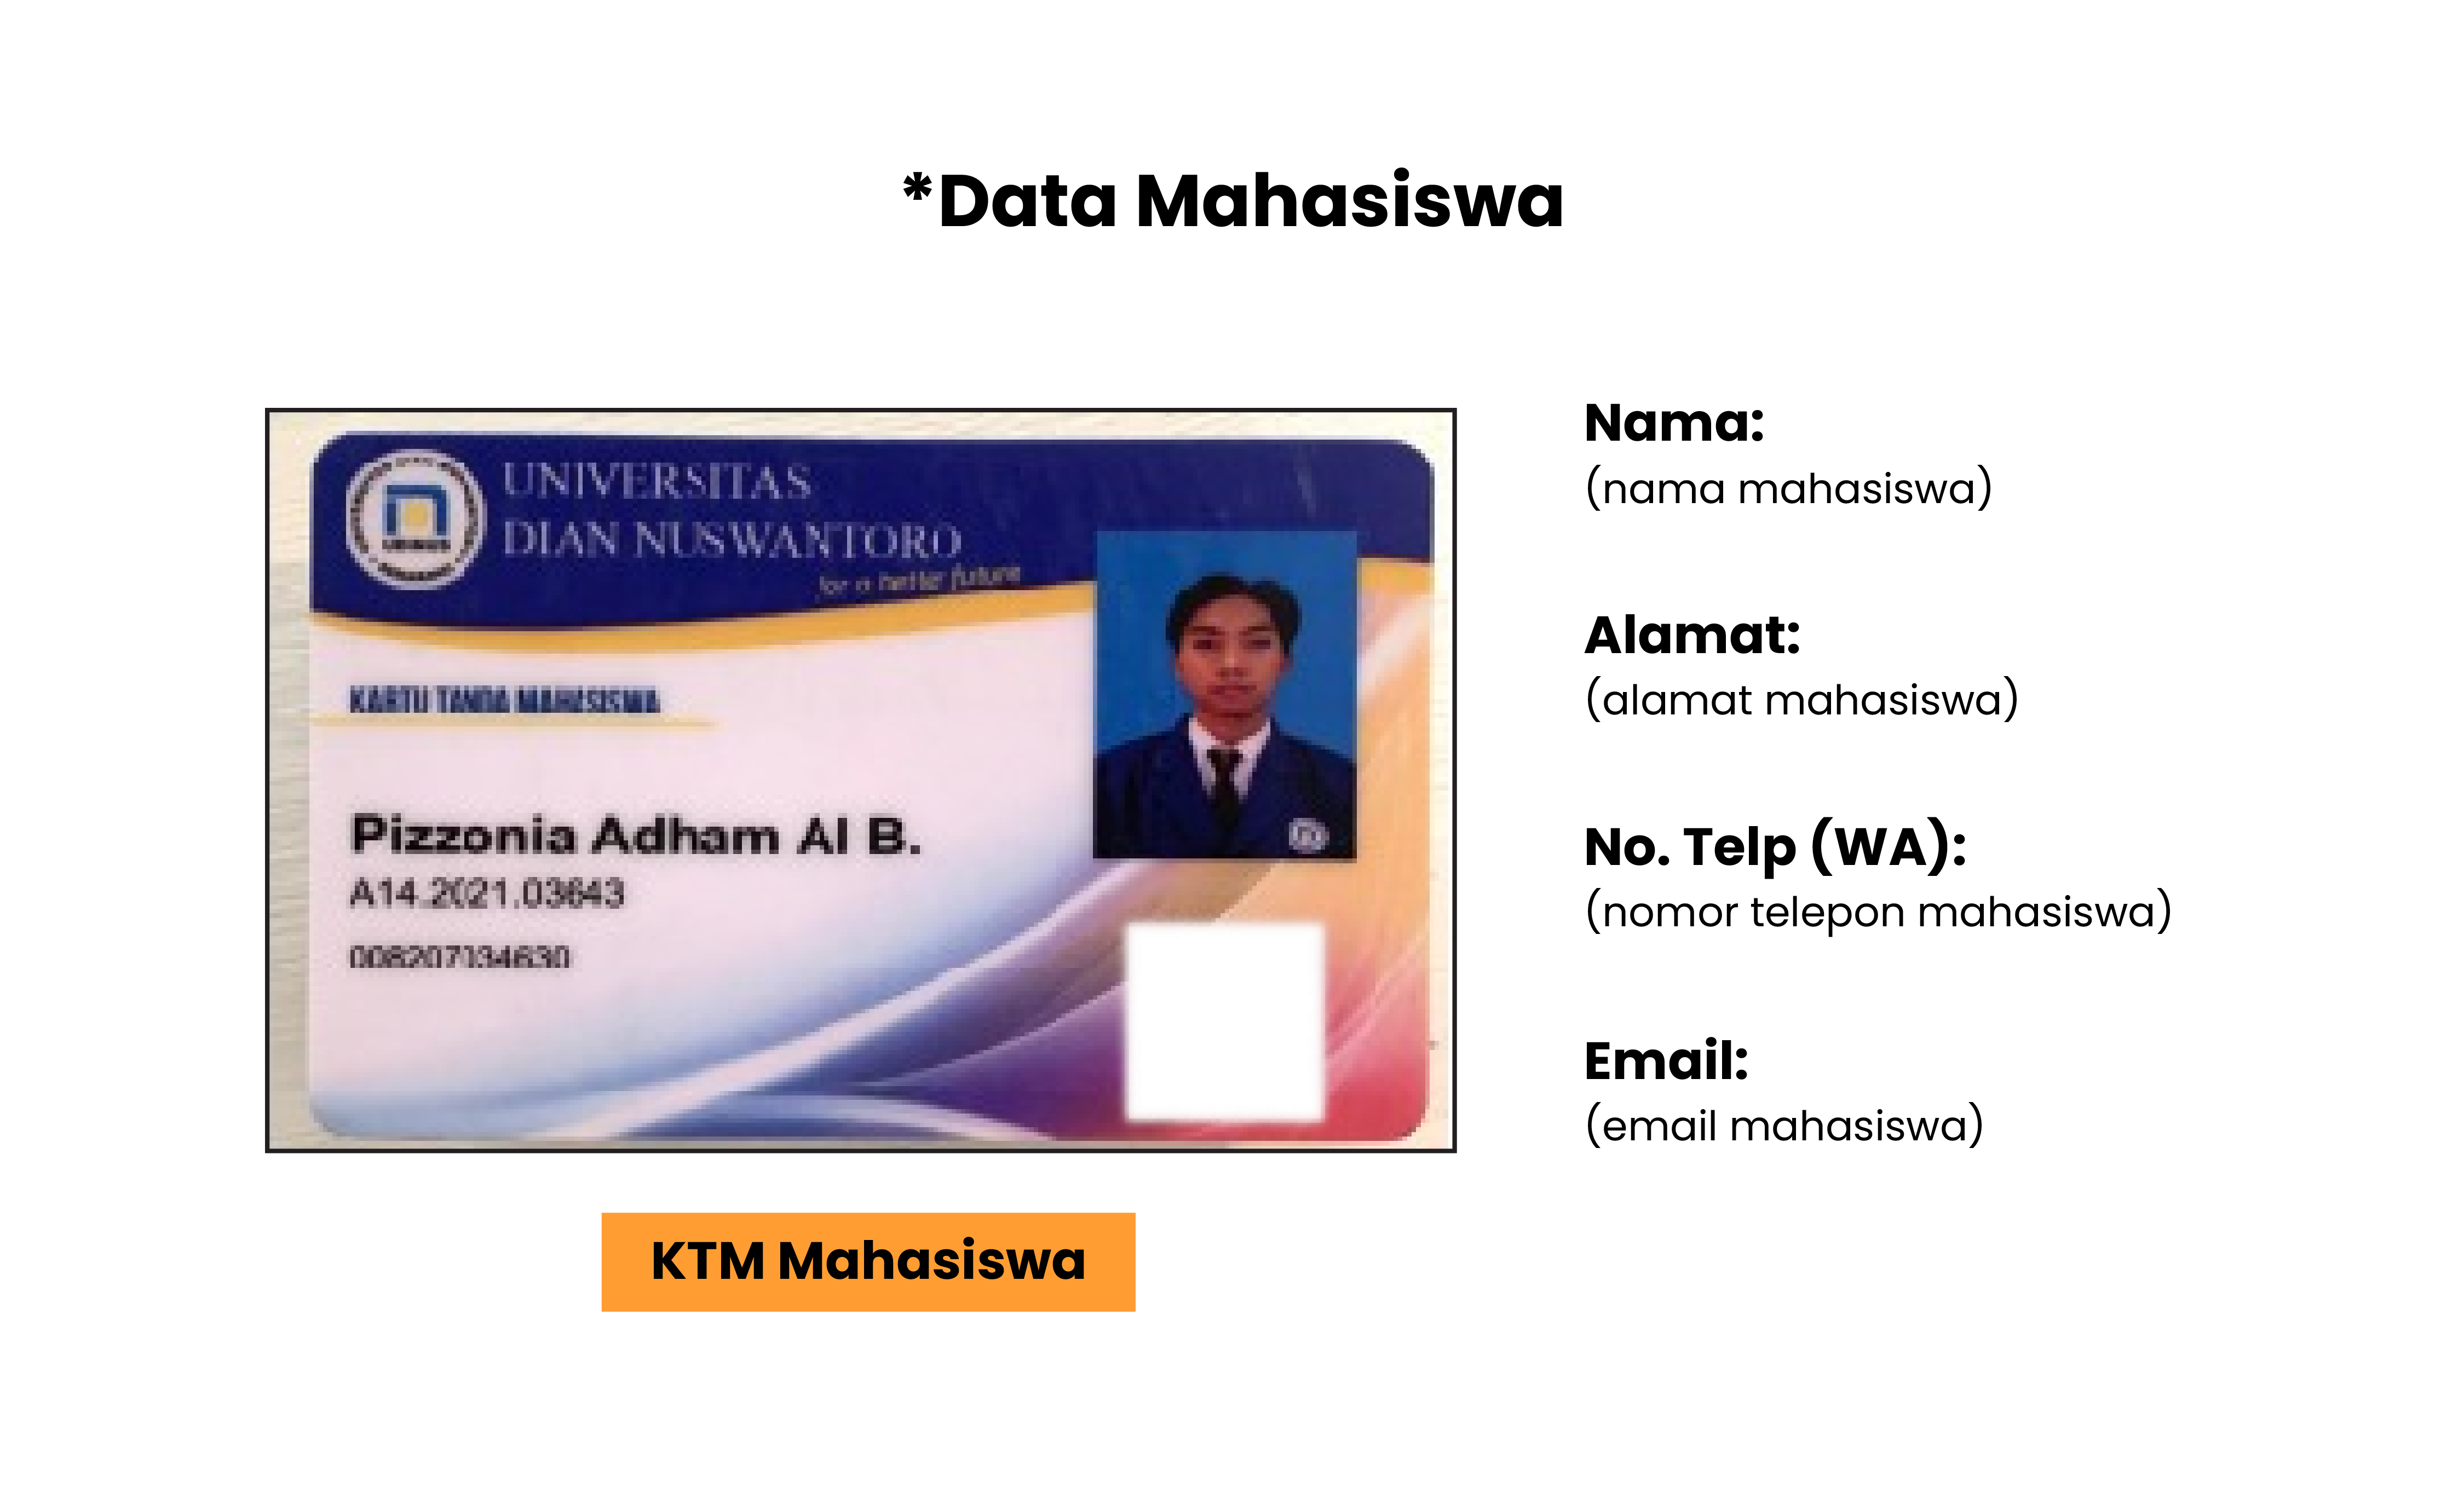 *Data Mahasiswa
UNIVERSITAS
DIAN NUSWANTORO
for a better future
KARTU TANDA MAHASISWA
Pizzonia Adham Al B.
A14.2021.03643
008207034630
KTM Mahasiswa
Nama:
(nama mahasiswa)
Alamat:
(alamat mahasiswa)
No. Telp (WA):
(nomor telepon mahasiswa)
Email:
(email mahasiswa)